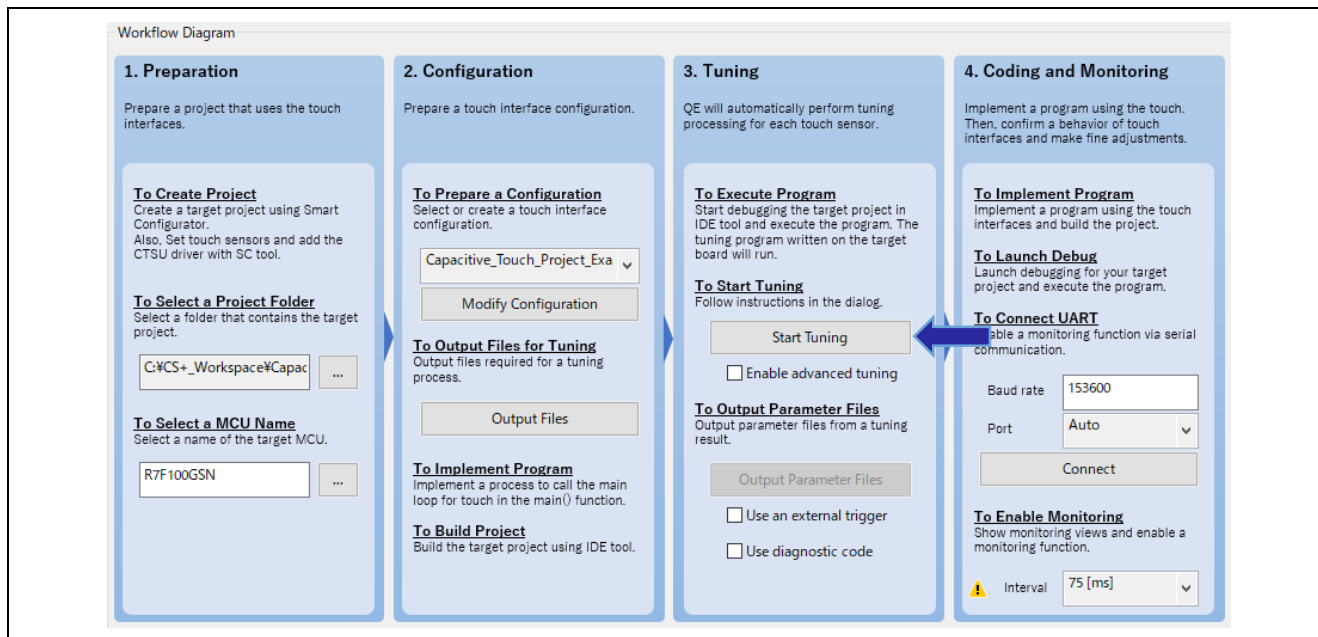 Workflow Diagram
1. Preparation
Prepare a project that uses the touch
interfaces.
To Create Project
Create a target project using Smart
Configurator.
Also, Set touch sensors and add the
CTSU driver with SC tool.
To Select a Project Folder
Select a folder that contains the target
project.
C:¥CS+_Workspace¥Capac
...
To Select a MCU Name
Select a name of the target MCU.
R7F100GSN
...
2. Configuration
Prepare a touch interface configuration.
To Prepare a Configuration
Select or create a touch interface
configuration.
Capacitive_Touch_Project_Exa
Modify Configuration
To Output Files for Tuning
Output files required for a tuning
process.
Output Files
To Implement Program
Implement a process to call the main
loop for touch in the main() function.
To Build Project
Build the target project using IDE tool.
3. Tuning
QE will automatically perform tuning
processing for each touch sensor.
To Execute Program
Start debugging the target project in
IDE tool and execute the program. The
tuning program written on the target
board will run.
To Start Tuning
Follow instructions in the dialog.
Start Tuning
Enable advanced tuning
To Output Parameter Files
Output parameter files from a tuning
result.
Output Parameter Files
Use an external trigger
Use diagnostic code
4. Coding and Monitoring
Implement a program using the touch.
Then, confirm a behavior of touch
interfaces and make fine adjustments.
To Implement Program
Implement a program using the touch
interfaces and build the project.
To Launch Debug
Launch debugging for your target
project and execute the program.
To Connect UART
a monitoring function via serial
communication.
Baud rate 153600
Port Auto
Connect
To Enable Monitoring
Show monitoring views and enable a
monitoring function.
Interval 75 [ms]